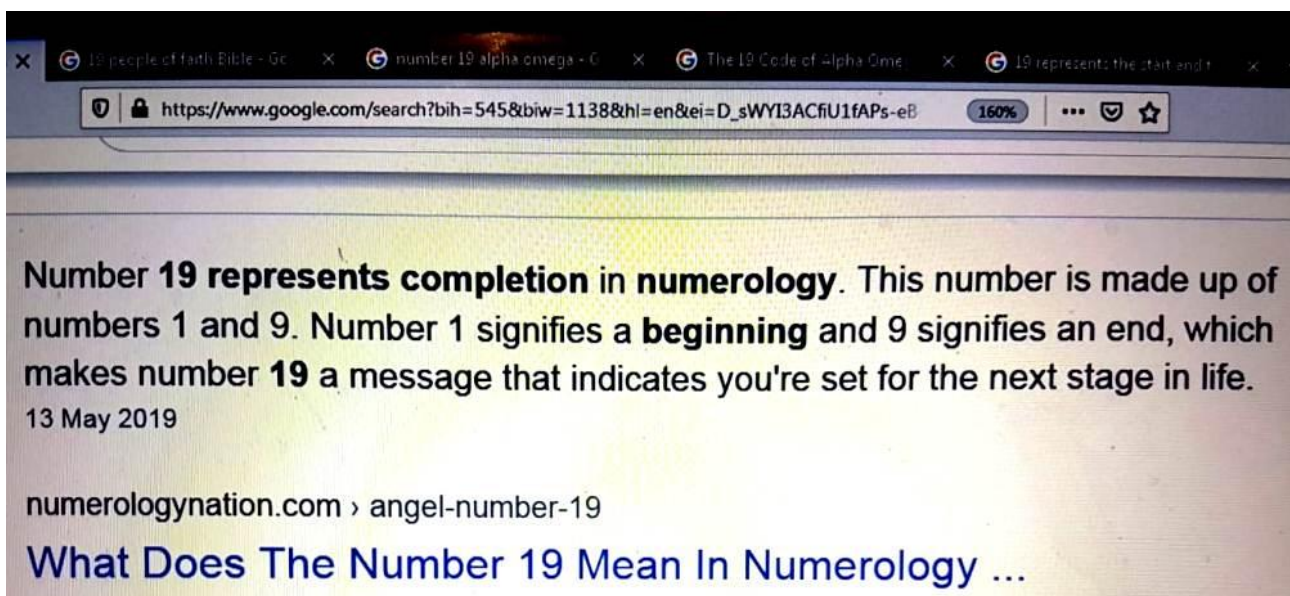 19 people of faith Bible - Go
number 19 alpha omega - G
The 19 Code of Alpha Ome
19 represents the start end
https://www.google.com/search?bih=545&biw=1138&hl=en&ei=D_sWYI3ACfiU1fAPs-eB
160%
Number 19 represents completion in numerology. This number is made up of
numbers 1 and 9. Number 1 signifies a beginning and 9 signifies an end, which
makes number 19 a message that indicates you're set for the next stage in life.
13 May 2019
numerologynation.com › angel-number-19
What Does The Number 19 Mean In Numerology ...